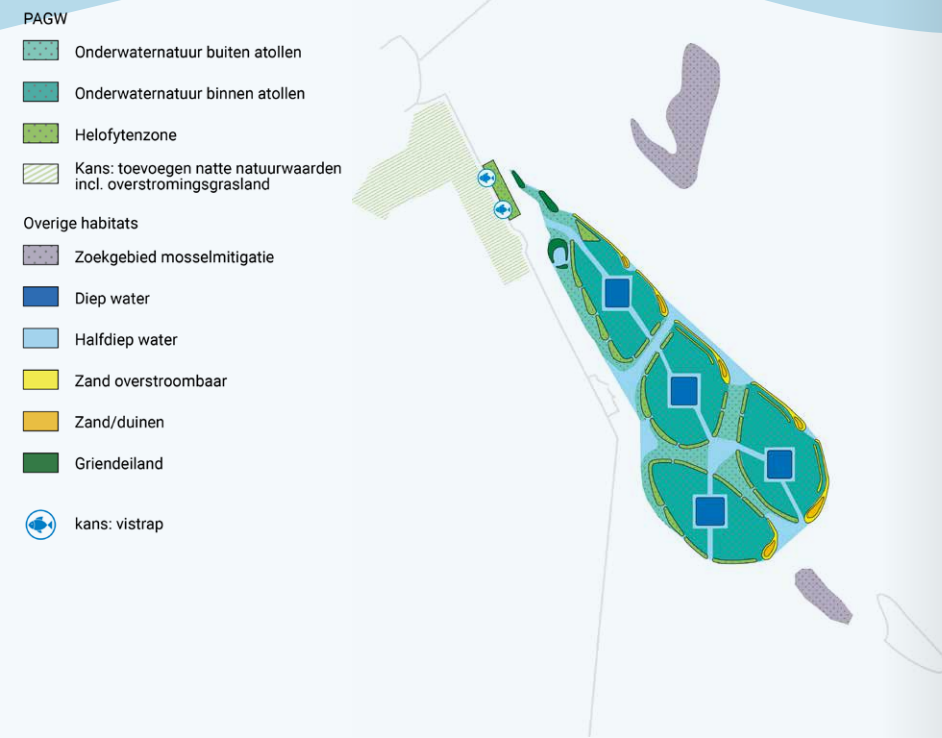 PAGW
Onderwaternatuur buiten atollen
Onderwaternatuur binnen atollen
Helofytenzone
Kans: toevoegen natte natuurwaarden
incl. overstromingsgrasland
Overige habitats
Zoekgebied mosselmitigatie
Diep water
Halfdiep water
Zand overstroombaar
Zand/duinen
Griendeiland
kans: vistrap